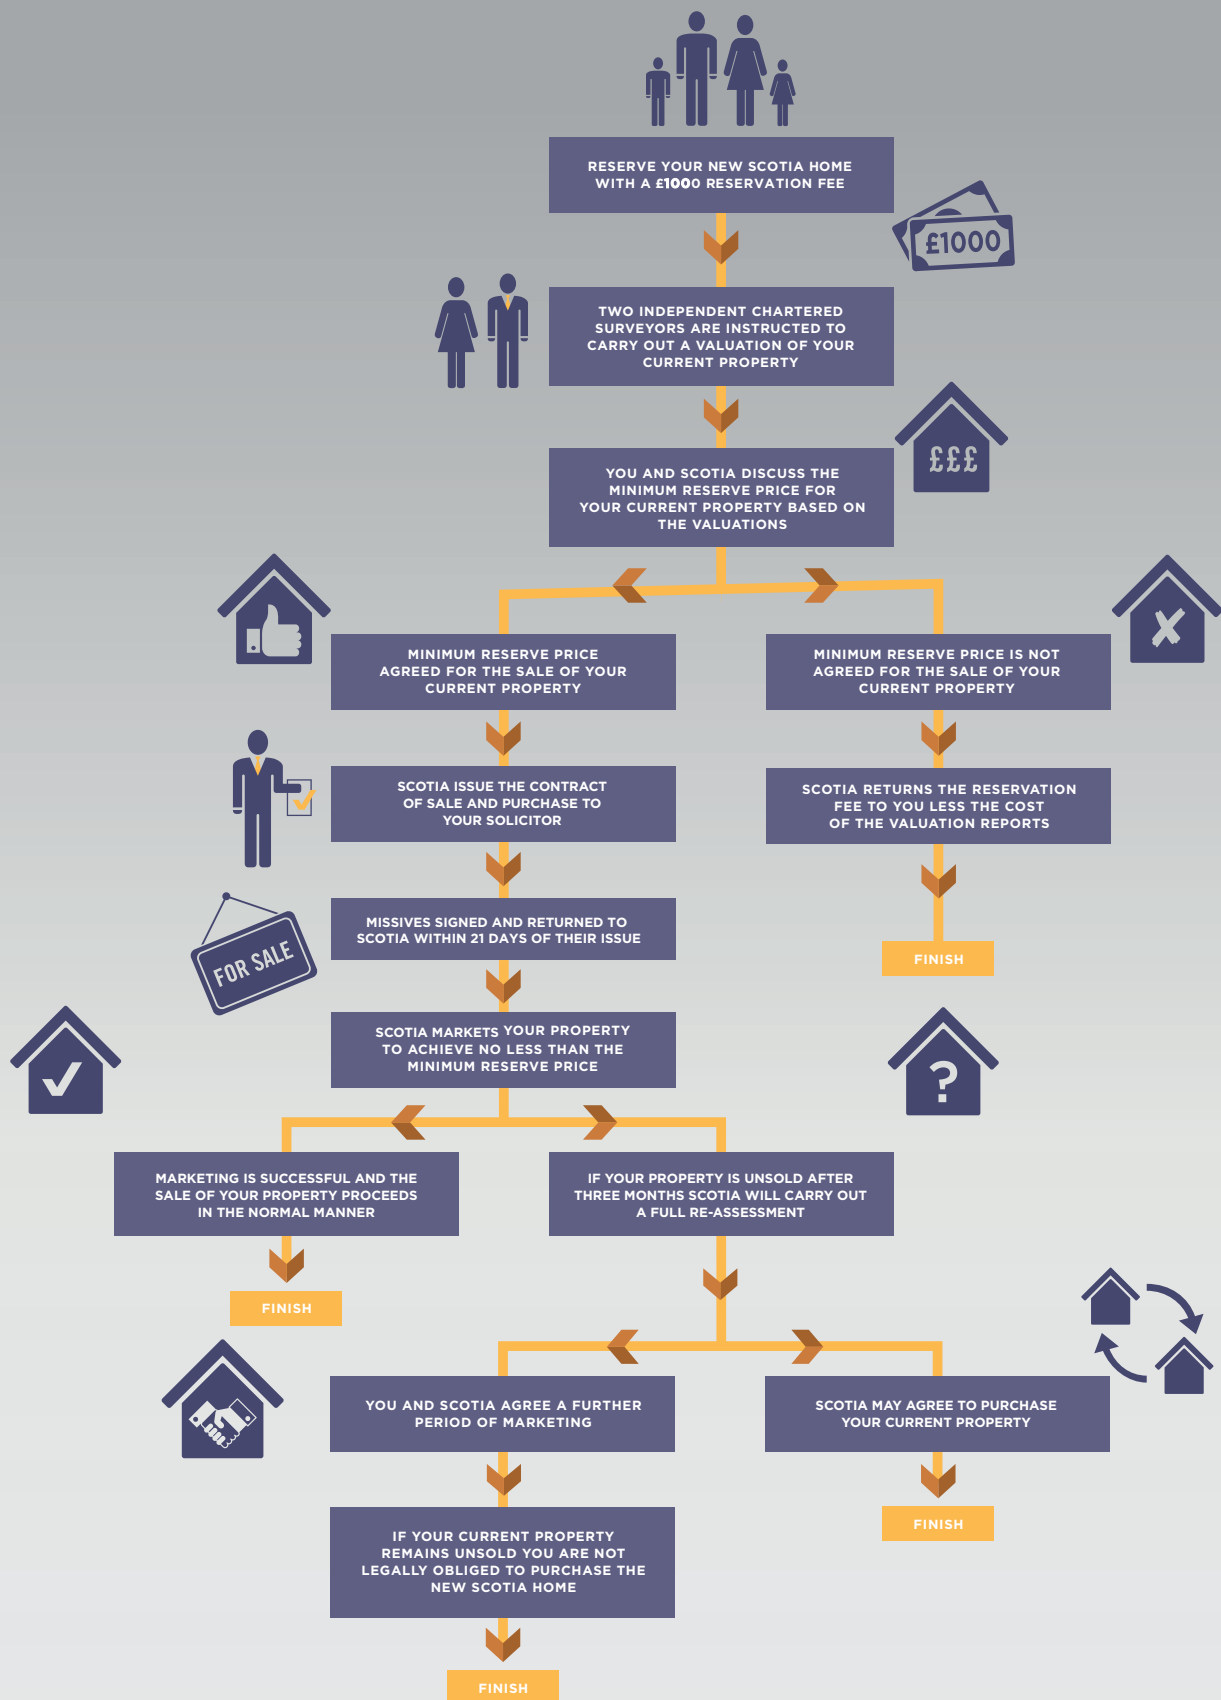 RESERVE YOUR NEW SCOTIA HOME
WITH A £1000 RESERVATION FEE
£1000
TWO INDEPENDENT CHARTERED
SURVEYORS ARE INSTRUCTED TO
CARRY OUT A VALUATION OF YOUR
CURRENT PROPERTY
£££
YOU AND SCOTIA DISCUSS THE
MINIMUM RESERVE PRICE FOR
YOUR CURRENT PROPERTY BASED ON
THE VALUATIONS
MINIMUM RESERVE PRICE
AGREED FOR THE SALE OF YOUR
CURRENT PROPERTY
MINIMUM RESERVE PRICE IS NOT
AGREED FOR THE SALE OF YOUR
CURRENT PROPERTY
SCOTIA ISSUE THE CONTRACT
OF SALE AND PURCHASE TO
YOUR SOLICITOR
SCOTIA RETURNS THE RESERVATION
FEE TO YOU LESS THE COST
OF THE VALUATION REPORTS
FOR SALE
MISSIVES SIGNED AND RETURNED TO
SCOTIA WITHIN 21 DAYS OF THEIR ISSUE
FINISH
SCOTIA MARKETS YOUR PROPERTY
TO ACHIEVE NO LESS THAN THE
MINIMUM RESERVE PRICE
?
MARKETING IS SUCCESSFUL AND THE
SALE OF YOUR PROPERTY PROCEEDS
IN THE NORMAL MANNER
IF YOUR PROPERTY IS UNSOLD AFTER
THREE MONTHS SCOTIA WILL CARRY OUT
A FULL RE-ASSESSMENT
FINISH
YOU AND SCOTIA AGREE A FURTHER
PERIOD OF MARKETING
SCOTIA MAY AGREE TO PURCHASE
YOUR CURRENT PROPERTY
FINISH
IF YOUR CURRENT PROPERTY
REMAINS UNSOLD YOU ARE NOT
LEGALLY OBLIGED TO PURCHASE THE
NEW SCOTIA HOME
FINISH